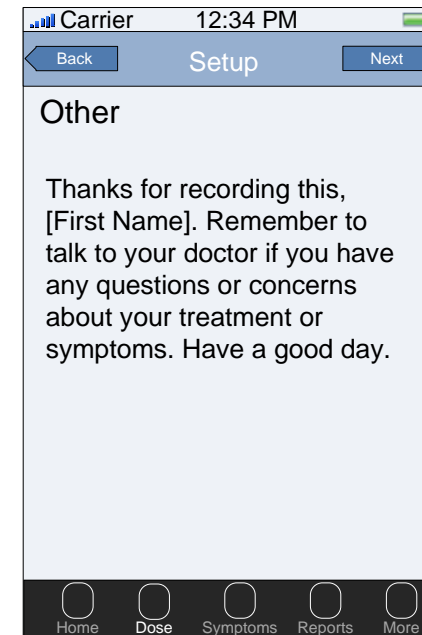 Carrier 12:34 PM
Back Setup Next
Other
Thanks for recording this,
[First Name]. Remember to
talk to your doctor if you have
any questions or concerns
about your treatment or
symptoms. Have a good day.
Home Dose Symptoms Reports More